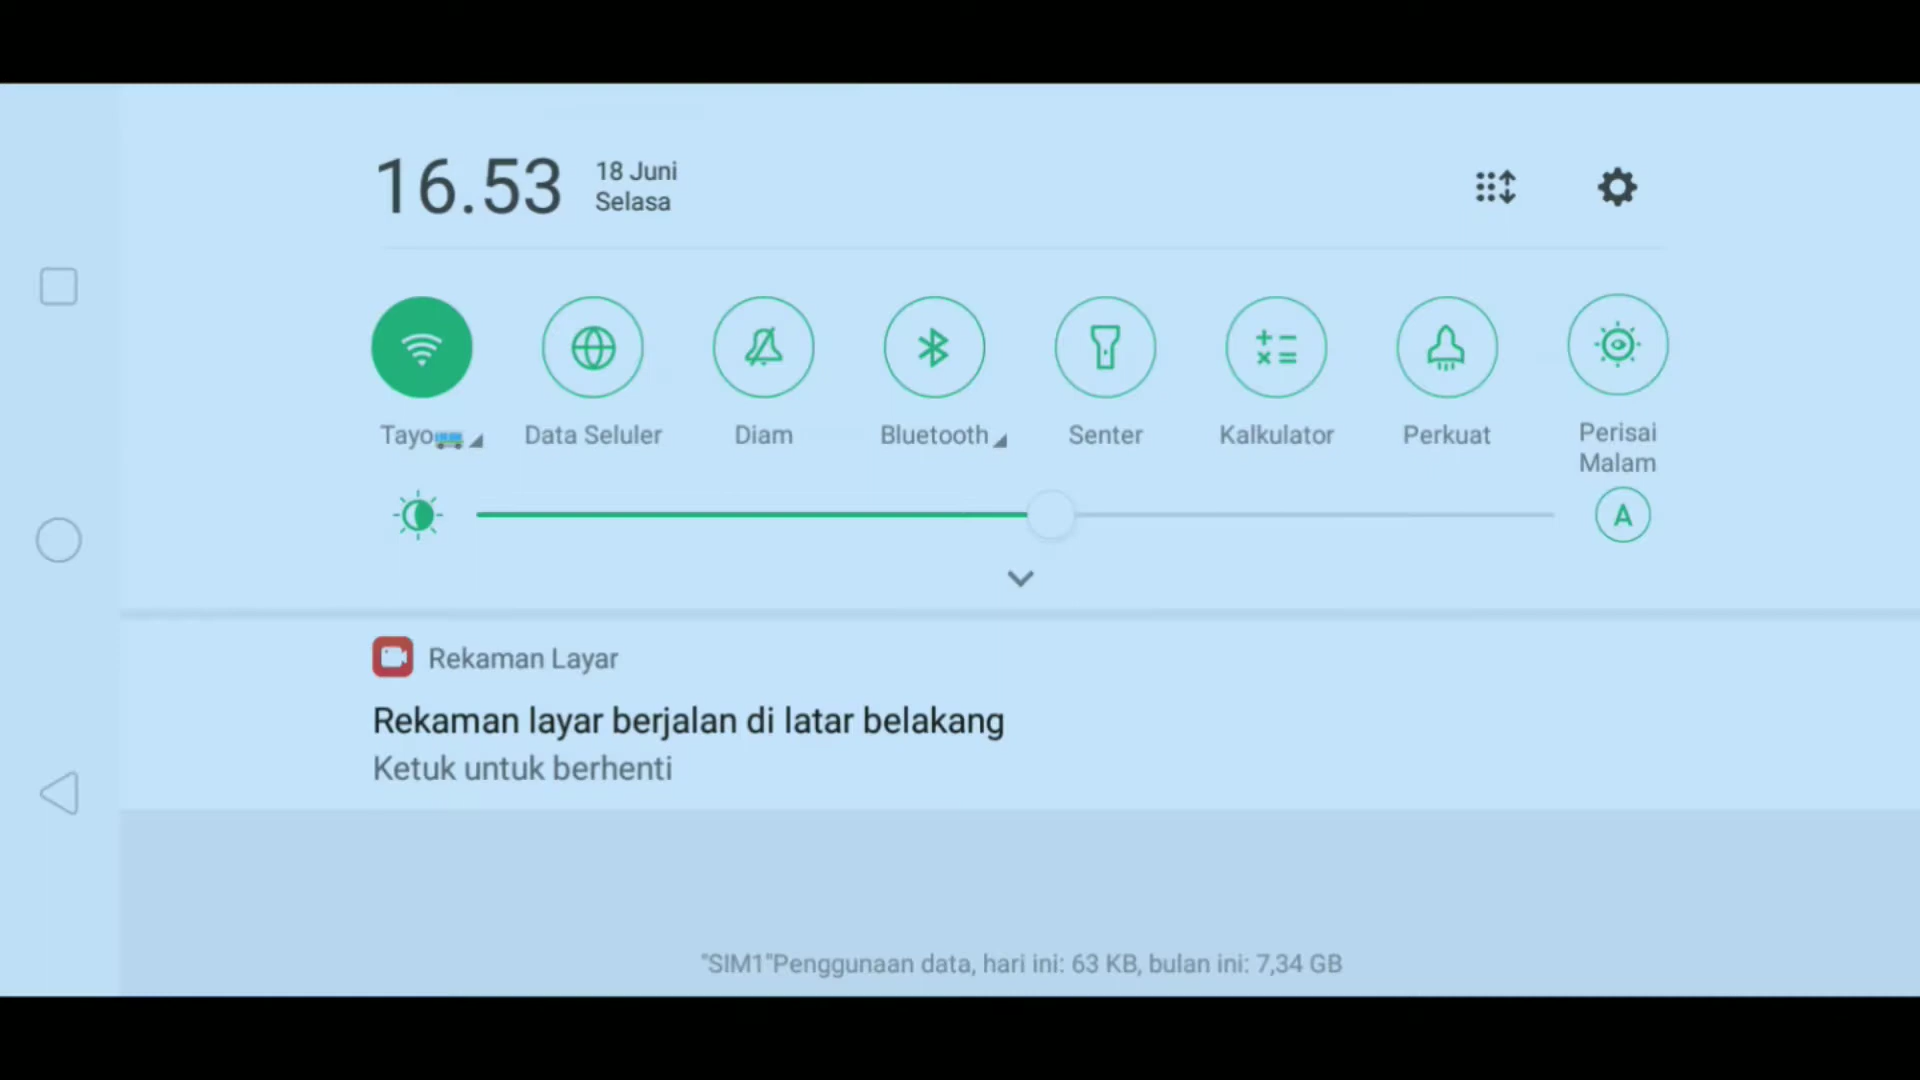 16.53
18 Juni
Selasa
Tayo🚌
Data Seluler
Diam
Bluetooth
Senter
Kalkulator
Perkuat
Perisai
Malam
A
Rekaman Layar
Rekaman layar berjalan di latar belakang
Ketuk untuk berhenti
"SIM1"Penggunaan data, hari ini: 63 KB, bulan ini: 7,34 GB